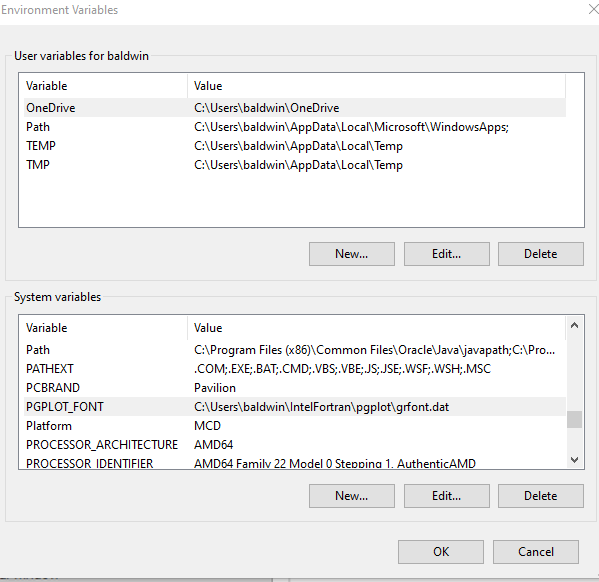 Environment Variables
User variables for baldwin
Variable Value
OneDrive C:\Users\baldwin\OneDrive
Path C:\Users\baldwin\AppData\Local\Microsoft\WindowsApps;
TEMP C:\Users\baldwin\AppData\Local\Temp
TMP C:\Users\baldwin\AppData\Local\Temp
New... Edit... Delete
System variables
Variable Value
Path C:\Program Files (x86)\Common Files\Oracle\Java\javapath;C:\Pro...
PATHEXT .COM;.EXE;.BAT;.CMD;.VBS;.VBE;.JS;.JSE;.WSF;.WSH;.MSC
PCBRAND Pavilion
PGPLOT_FONT C:\Users\baldwin\IntelFortran\pgplot\grfont.dat
Platform MCD
PROCESSOR_ARCHITECTURE AMD64
PROCESSOR_IDENTIFIER AMD64 Family 22 Model 0 Stepping 1, AuthenticAMD
New... Edit... Delete
OK Cancel